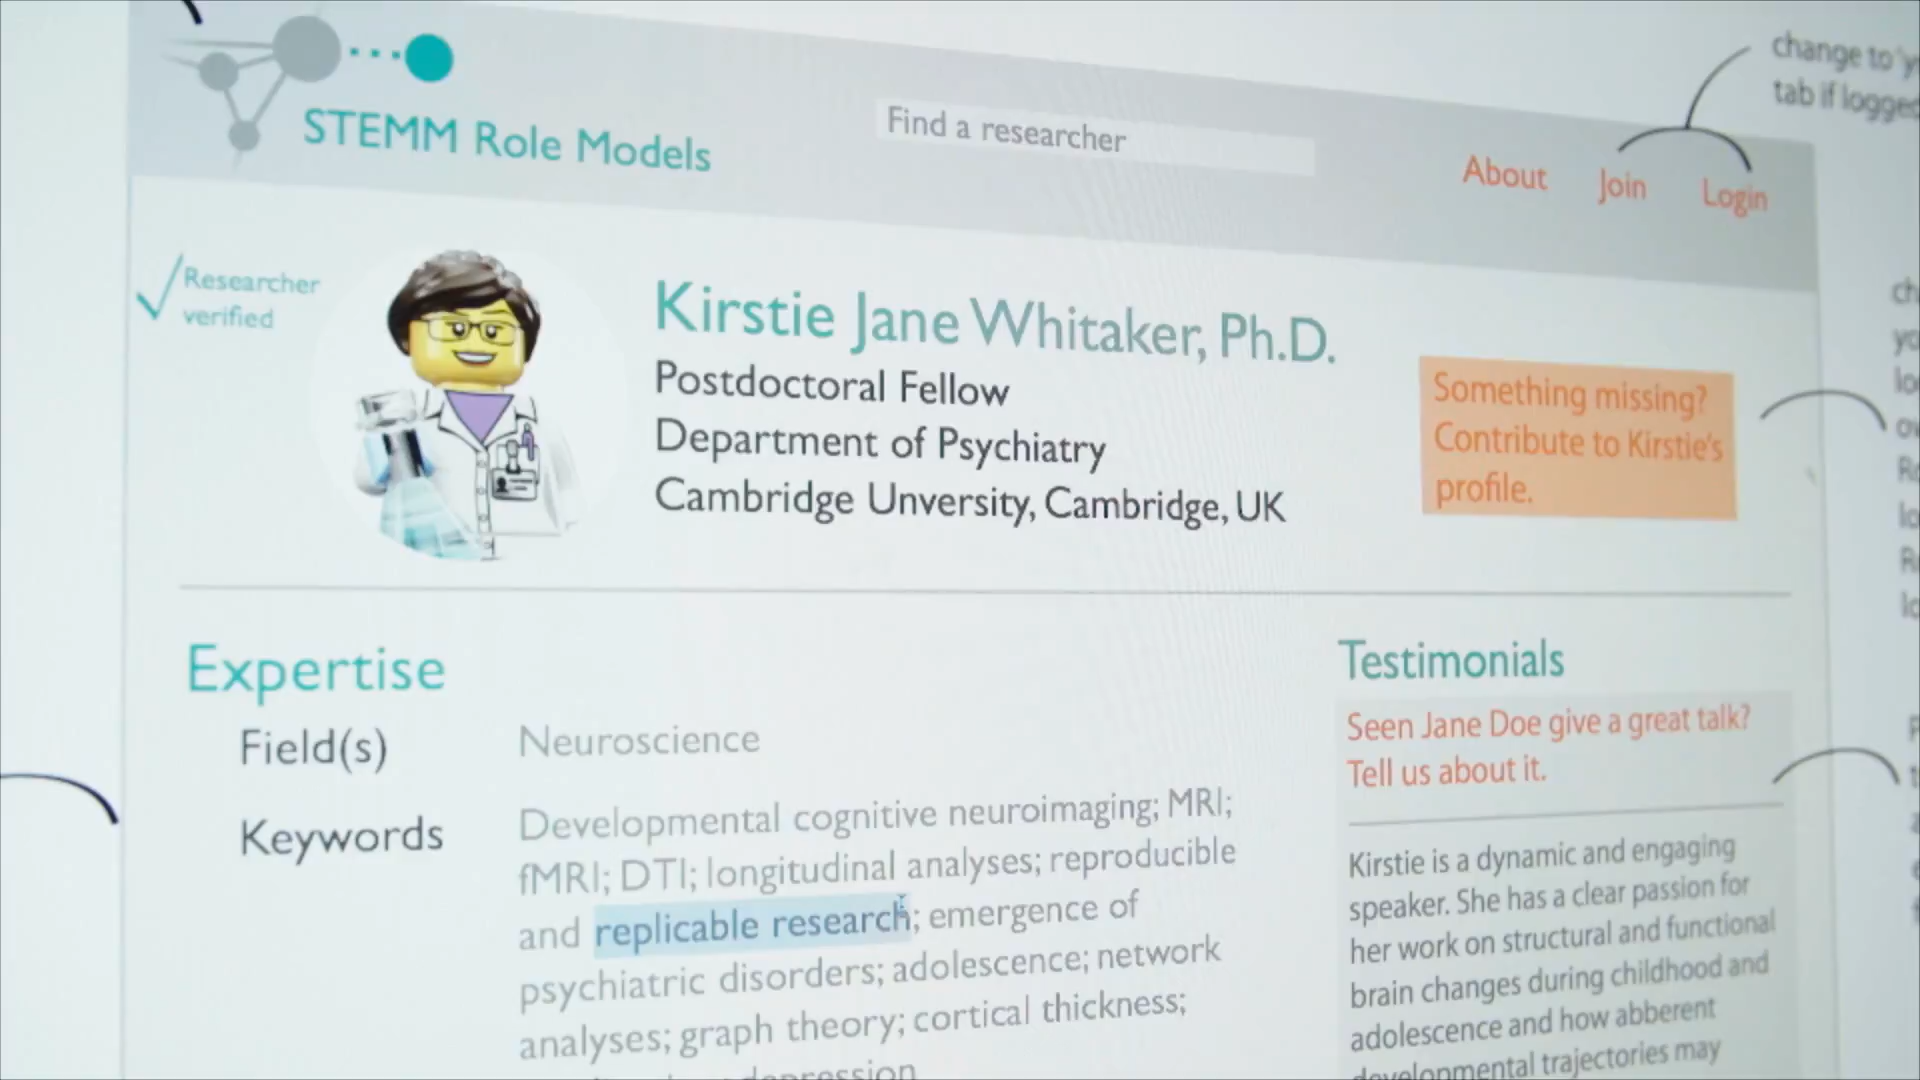 change to 'y
tab if logged
STEMM Role Models
Find a researcher
About Join Login
Researcher
verified
Kirstie Jane Whitaker, Ph.D.
Postdoctoral Fellow
Department of Psychiatry
Cambridge Unversity, Cambridge, UK
Something missing?
Contribute to Kirstie's
profile.
Expertise
Field(s)
Neuroscience
Keywords
Developmental cognitive neuroimaging; MRI;
fMRI; DTI; longitudinal analyses; reproducible
and replicable research; emergence of
psychiatric disorders; adolescence; network
analyses; graph theory; cortical thickness;
depression
Testimonials
Seen Jane Doe give a great talk?
Tell us about it.
Kirstie is a dynamic and engaging
speaker. She has a clear passion for
her work on structural and functional
brain changes during childhood and
adolescence and how abberent
developmental trajectories may